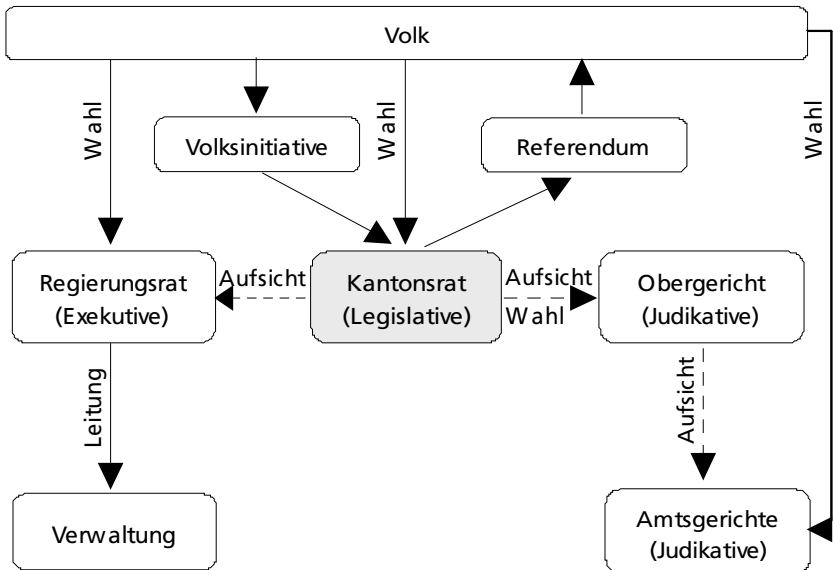 Volk
Wahl
Wahl
Wahl
Volksinitiative
Referendum
Regierungsrat
(Exekutive)
Aufsicht
Kantonsrat
(Legislative)
Aufsicht
Wahl
Obergericht
(Judikative)
Leitung
Aufsicht
Verwaltung
Amtsgerichte
(Judikative)